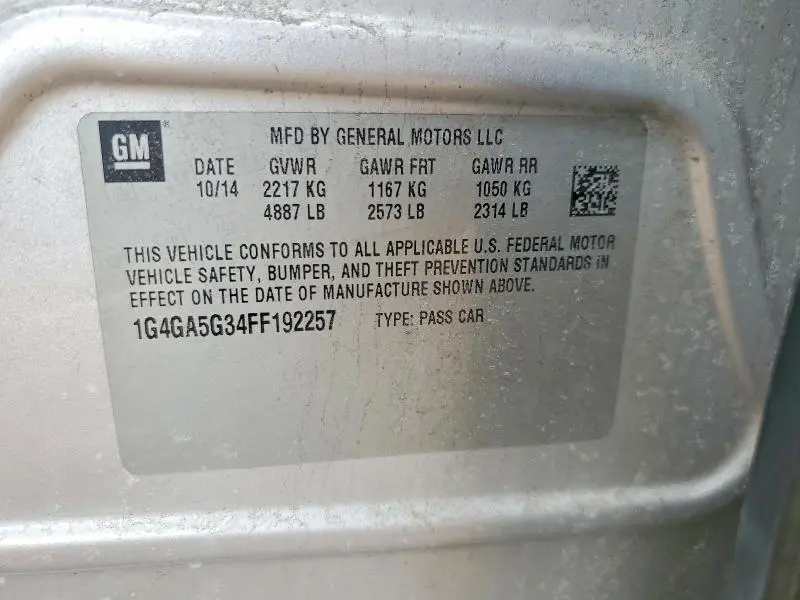 GM®
MFD BY GENERAL MOTORS LLC
DATE GVWR GAWR FRT GAWR RR
10/14 2217 KG 1167 KG 1050 KG
4887 LB 2573 LB 2314 LB
THIS VEHICLE CONFORMS TO ALL APPLICABLE U.S. FEDERAL MOTOR
VEHICLE SAFETY, BUMPER, AND THEFT PREVENTION STANDARDS IN
EFFECT ON THE DATE OF MANUFACTURE SHOWN ABOVE.
1G4GA5G34FF192257 TYPE: PASS CAR